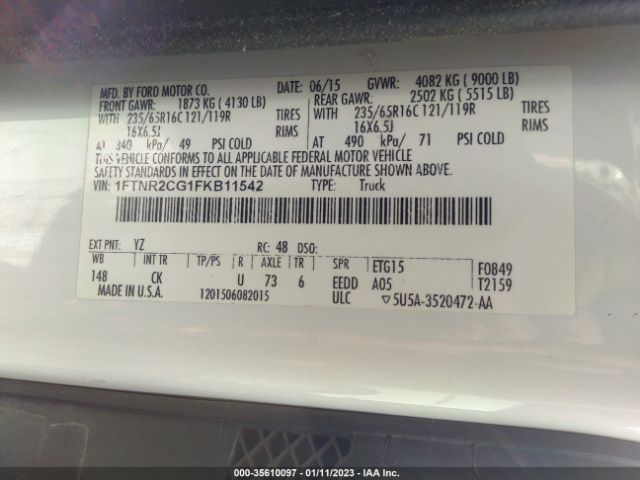 MFD. BY FORD MOTOR CO. DATE: 06/15 GVWR: 4082 KG ( 9000 LB)
FRONT GAWR: 1873 KG ( 4130 LB) REAR GAWR: 2502 KG ( 5515 LB)
WITH 235/65R16C 121/119R TIRES WITH 235/65R16C 121/119R TIRES
16X6.5J RIMS 16X6.5J RIMS
AT 340 kPa/ 49 PSI COLD AT 490 kPa/ 71 PSI COLD
THIS VEHICLE CONFORMS TO ALL APPLICABLE FEDERAL MOTOR VEHICLE
SAFETY STANDARDS IN EFFECT ON THE DATE OF MANUFACTURE SHOWN ABOVE.
VIN: 1FTNR2CG1FKB11542 TYPE: Truck
EXT PNT: YZ RC: 48 DSO:
WB INT TR TP/PS R AXLE TR SPR ETG15 F0849
148 CK U 73 6 EEDD A05 T2159
MADE IN U.S.A. 1201506082015 ULC ▽5U5A-3520472-AA
000-35610097 - 01/11/2023 - IAA Inc.